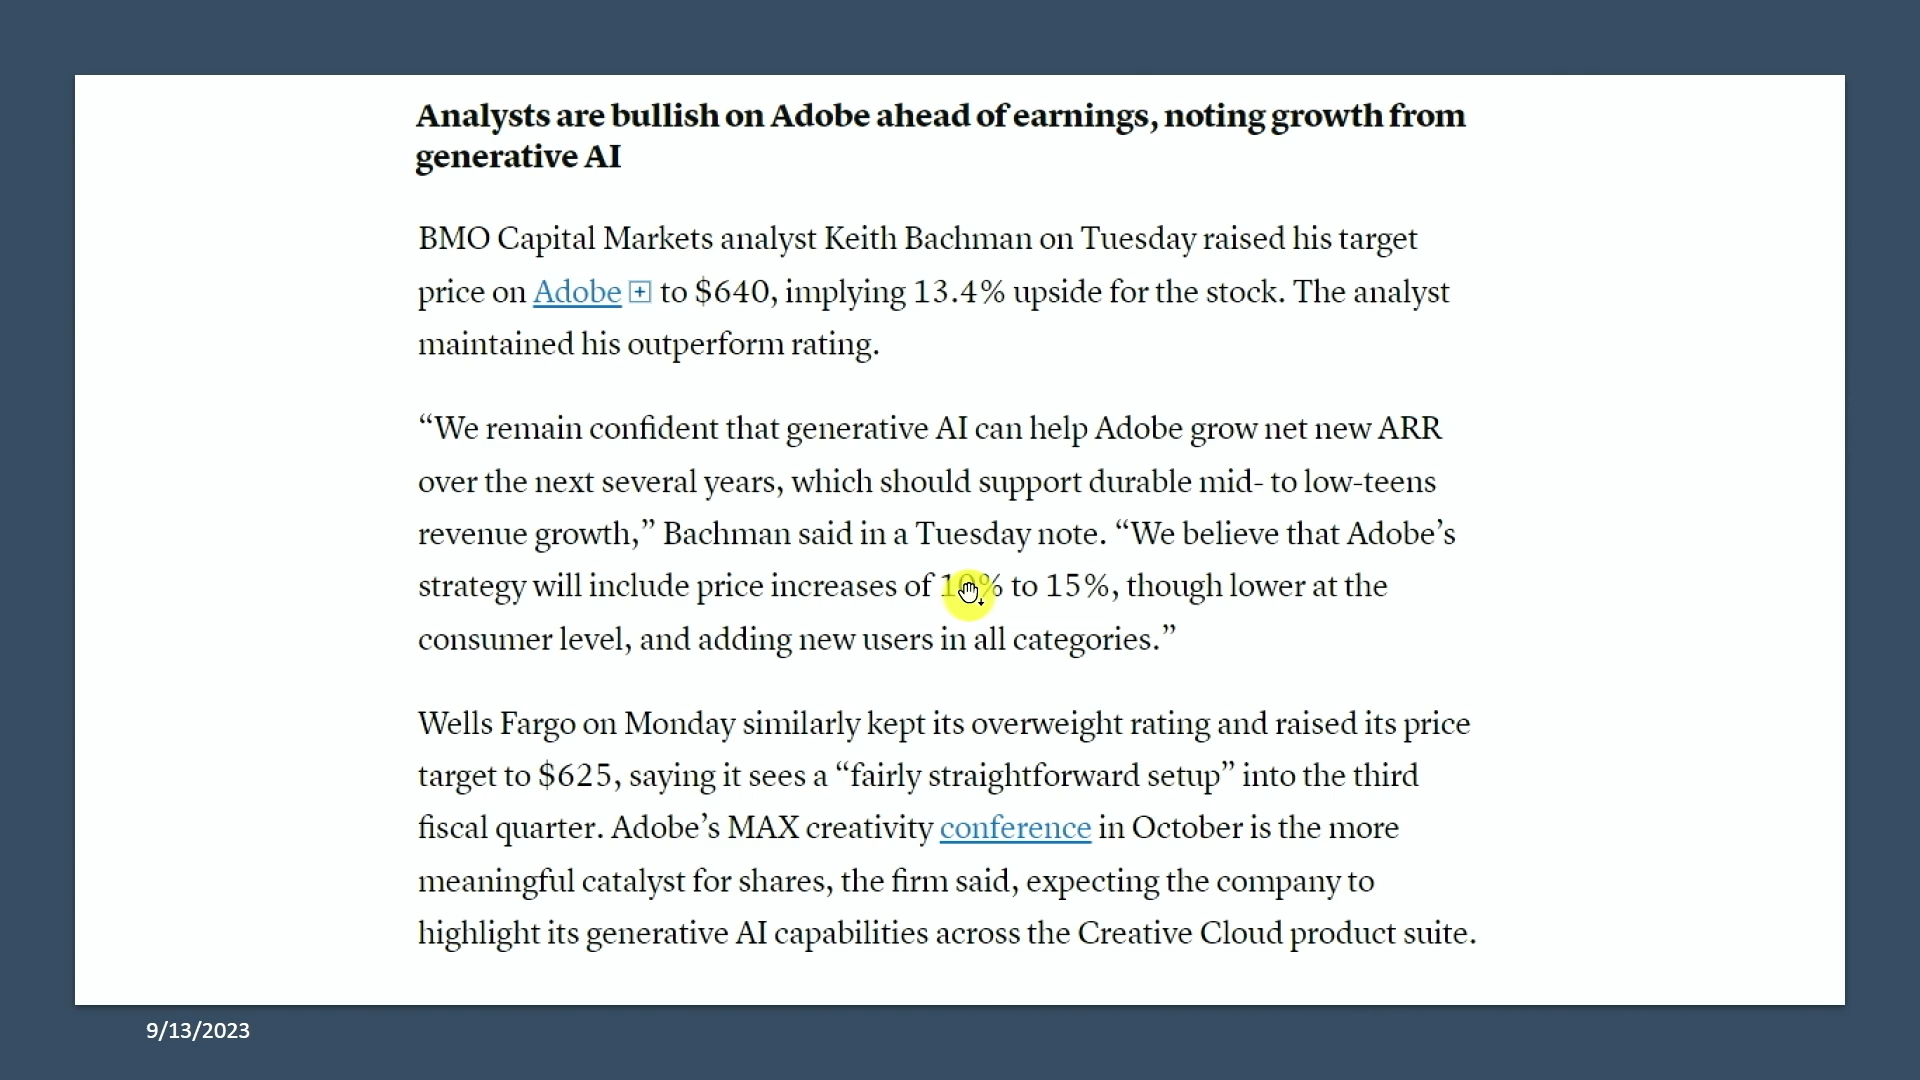 Analysts are bullish on Adobe ahead of earnings, noting growth from
generative AI
BMO Capital Markets analyst Keith Bachman on Tuesday raised his target
price on Adobe + to $640, implying 13.4% upside for the stock. The analyst
maintained his outperform rating.
“We remain confident that generative AI can help Adobe grow net new ARR
over the next several years, which should support durable mid- to low-teens
revenue growth,” Bachman said in a Tuesday note. “We believe that Adobe’s
strategy will include price increases of 10% to 15%, though lower at the
consumer level, and adding new users in all categories.”
Wells Fargo on Monday similarly kept its overweight rating and raised its price
target to $625, saying it sees a “fairly straightforward setup” into the third
fiscal quarter. Adobe’s MAX creativity conference in October is the more
meaningful catalyst for shares, the firm said, expecting the company to
highlight its generative AI capabilities across the Creative Cloud product suite.
9/13/2023